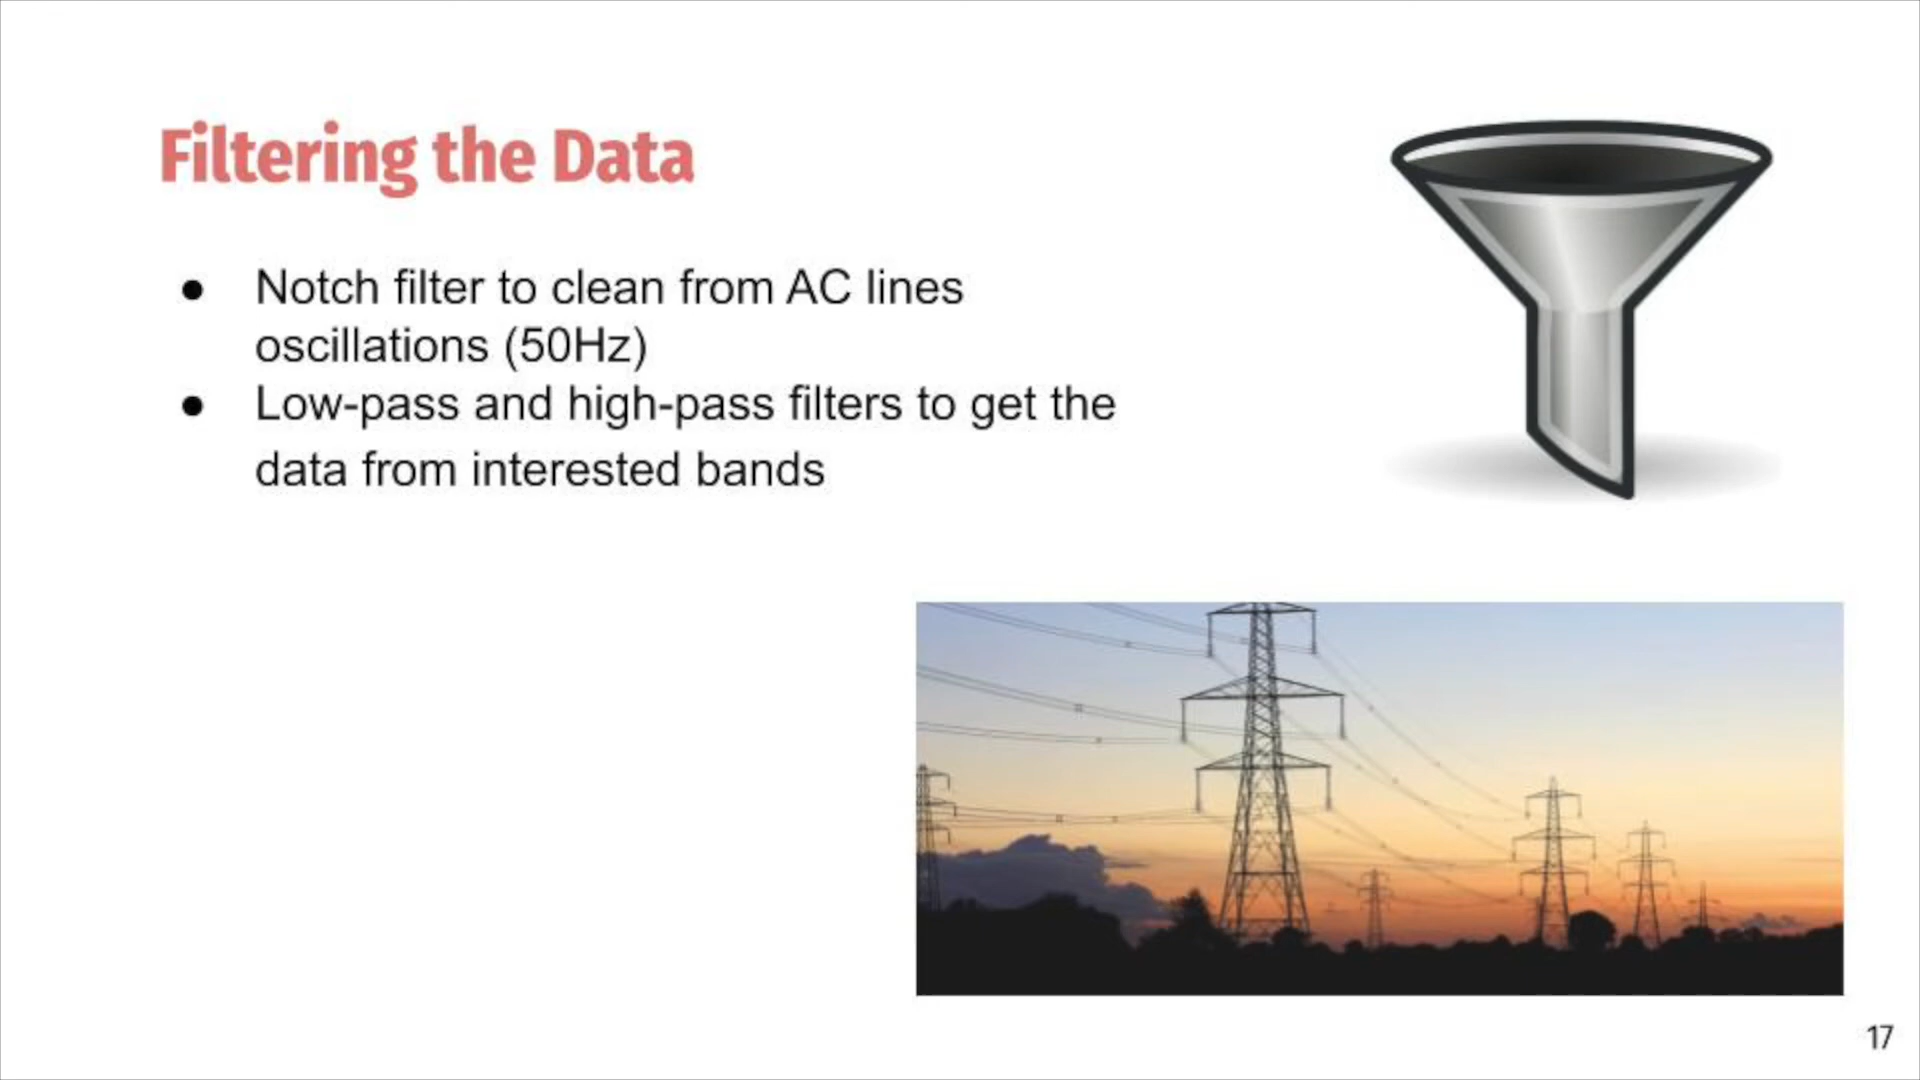 Filtering the Data
● Notch filter to clean from AC lines
oscillations (50Hz)
● Low-pass and high-pass filters to get the
data from interested bands
17